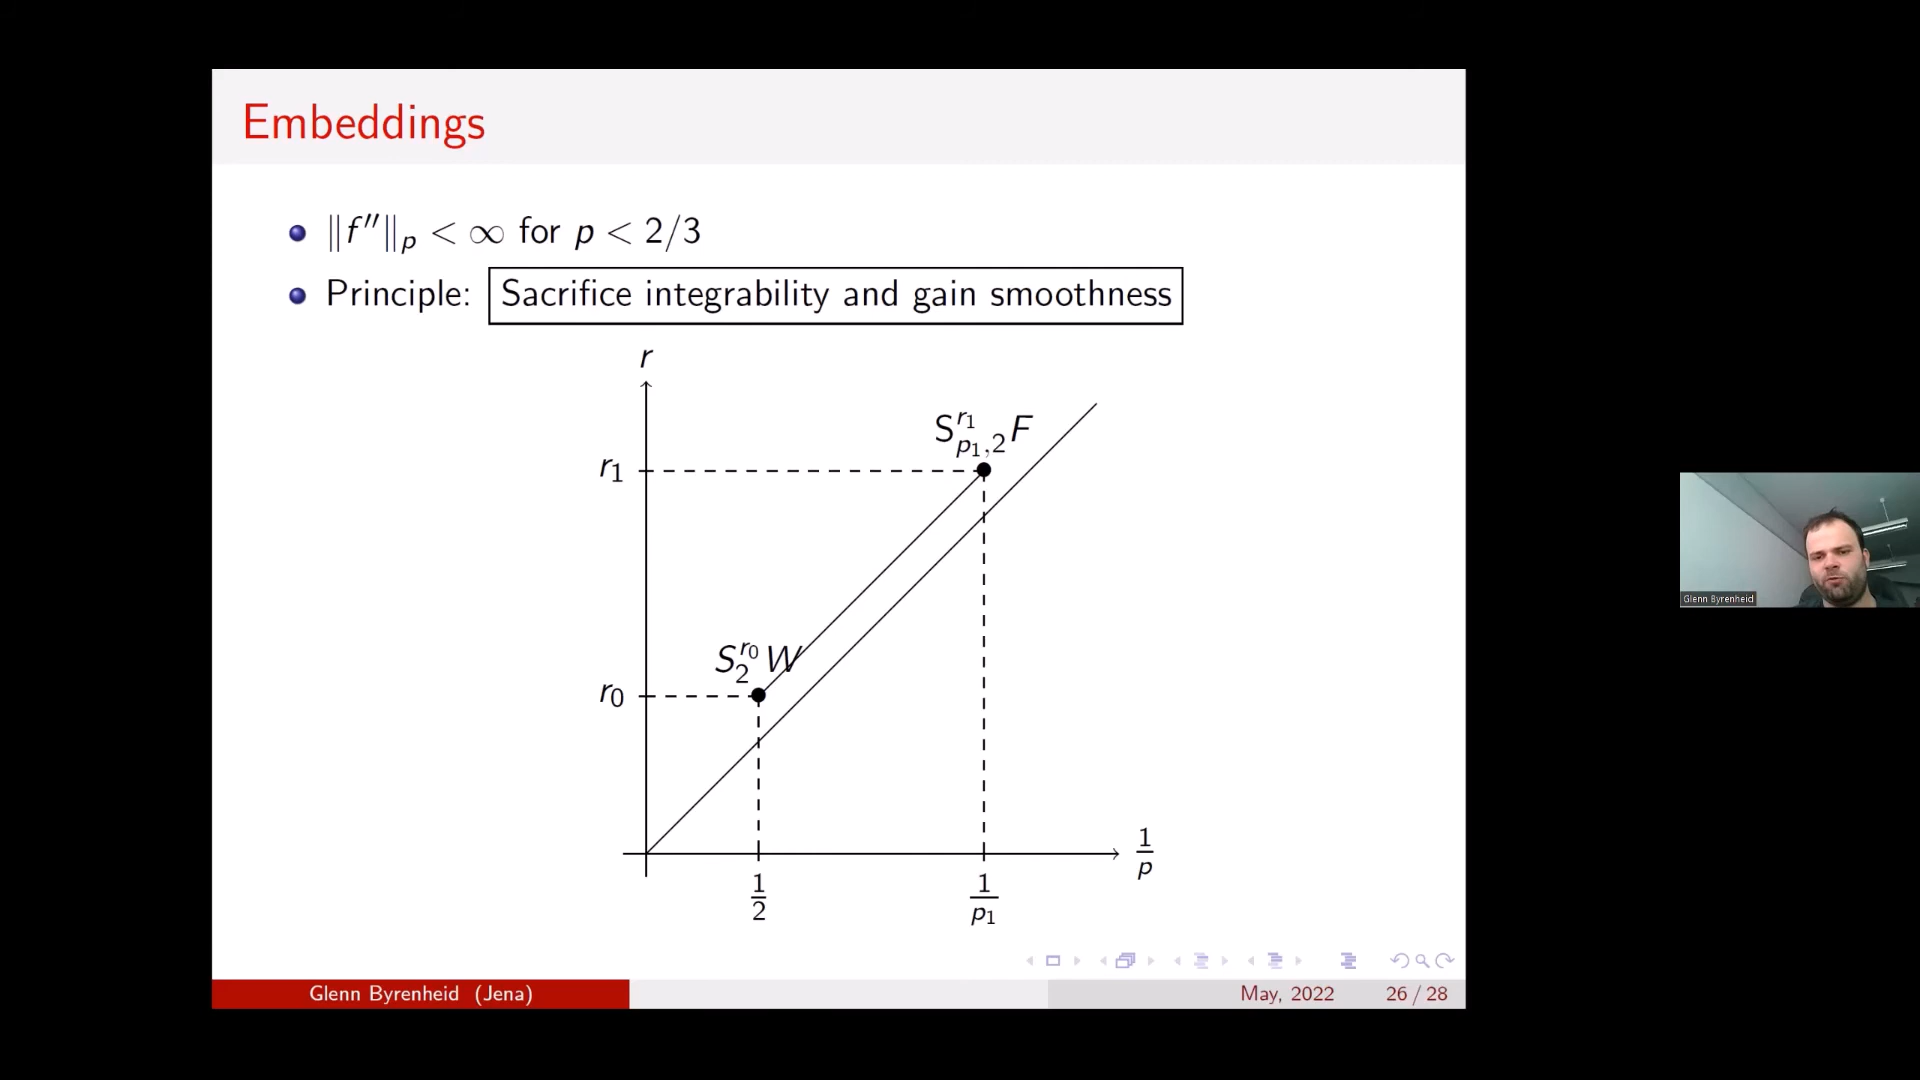 Embeddings
‖f″‖ₚ < ∞ for p < 2/3
Principle: Sacrifice integrability and gain smoothness
r
S^{r₁}_{p₁,2}F
r₁
S^{r₀}_2 W
r₀
1/p
1/2
1/p₁
Glenn Byrenheid (Jena)
May, 2022
26 / 28
Glenn Byrenheid